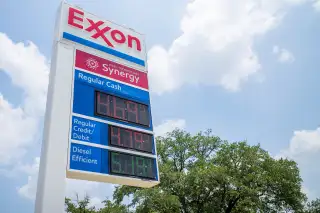 Exxon
Synergy
Regular Cash
Regular
Credit/
Debit
Diesel
Efficient